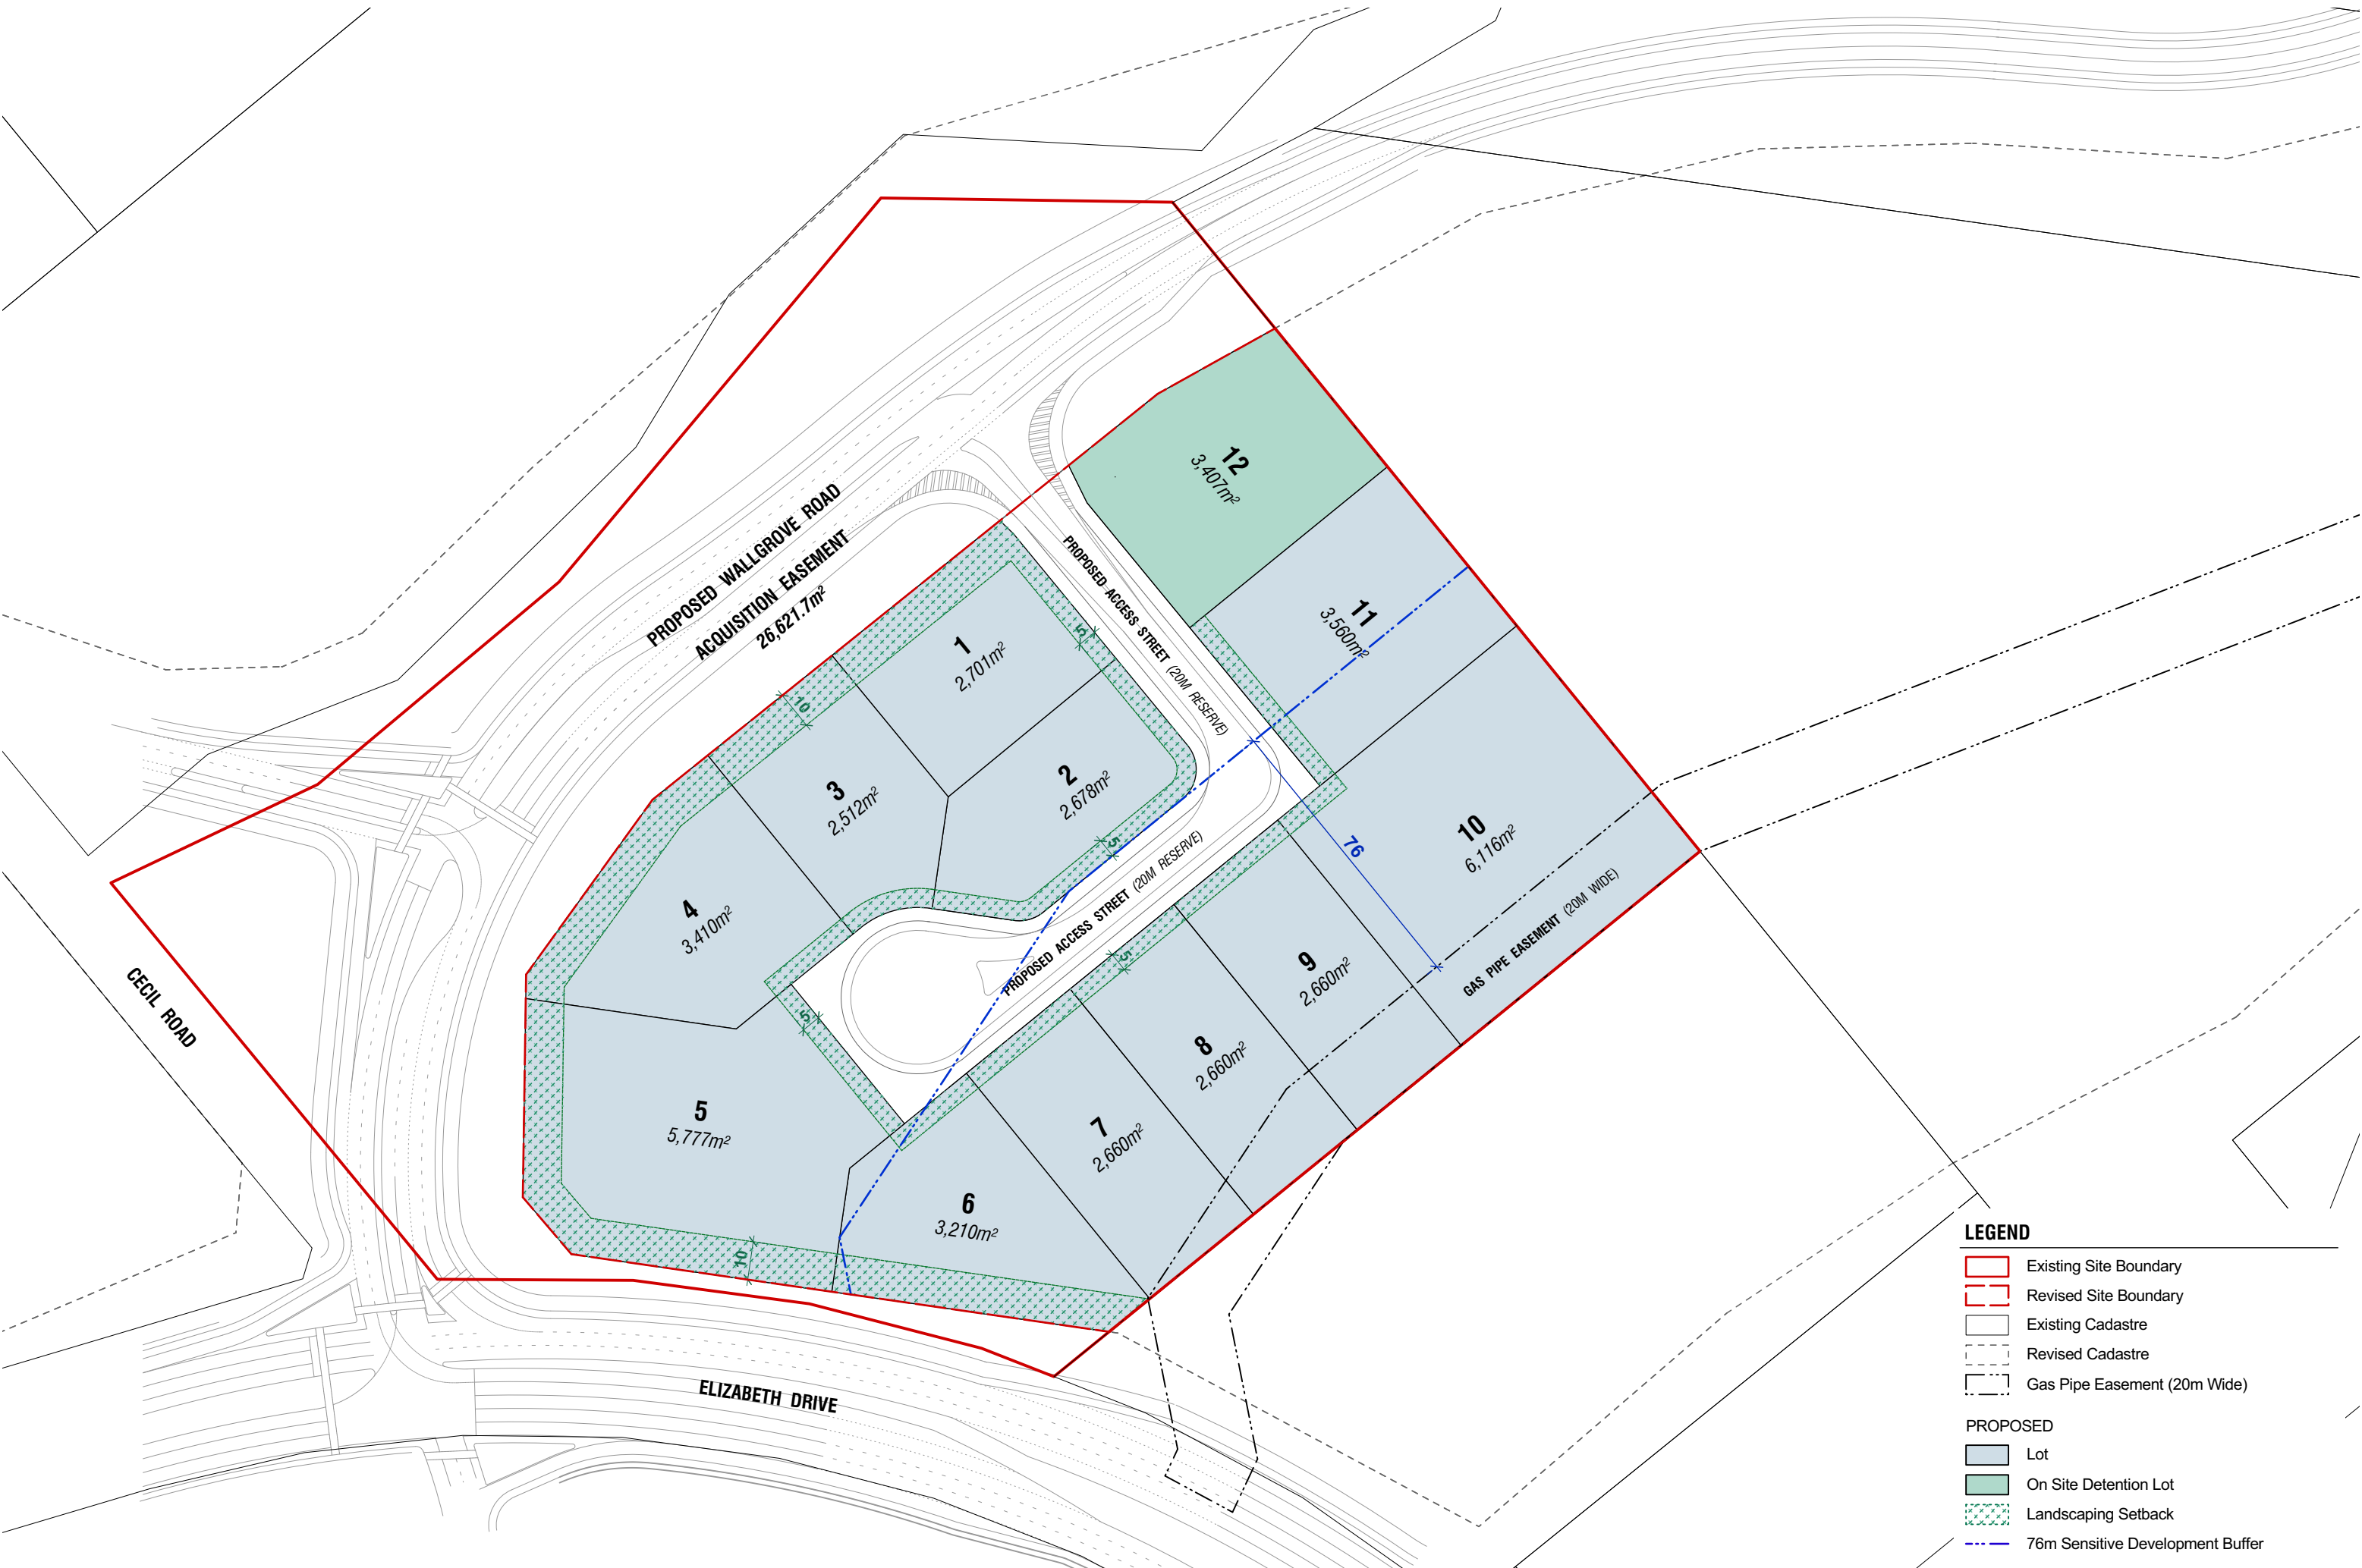 12
3,407m²
PROPOSED WALLGROVE ROAD
ACQUISITION EASEMENT
26,621.7m²
PROPOSED ACCESS STREET (20M RESERVE)
11
3,560m²
1
2,701m²
5
10
3
2,512m²
2
2,678m²
5
76
10
6,116m²
4
3,410m²
PROPOSED ACCESS STREET (20M RESERVE)
5
9
2,660m²
GAS PIPE EASEMENT (20M WIDE)
CECIL ROAD
5
8
2,660m²
5
5,777m²
7
2,660m²
6
3,210m²
10
ELIZABETH DRIVE
LEGEND
Existing Site Boundary
Revised Site Boundary
Existing Cadastre
Revised Cadastre
Gas Pipe Easement (20m Wide)
PROPOSED
Lot
On Site Detention Lot
Landscaping Setback
76m Sensitive Development Buffer